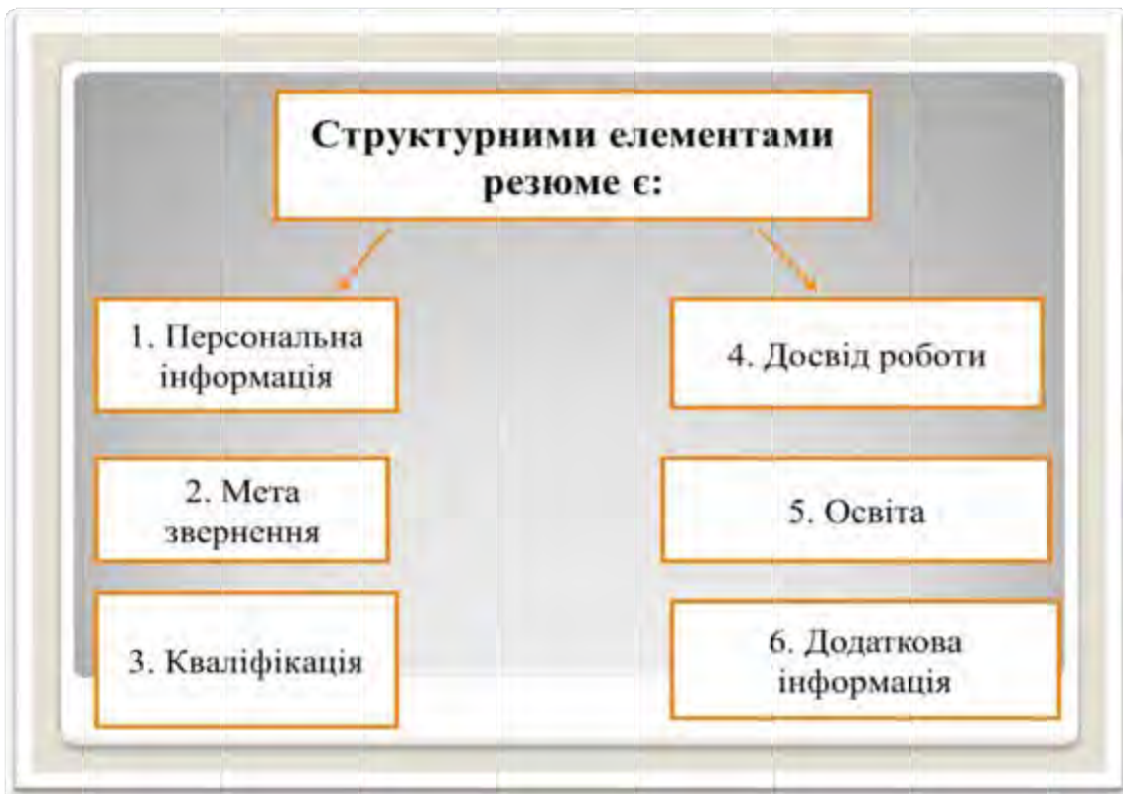 Структурними елементами
резюме є:
1. Персональна
інформація
2. Мета
звернення
3. Кваліфікація
4. Досвід роботи
5. Освіта
6. Додаткова
інформація